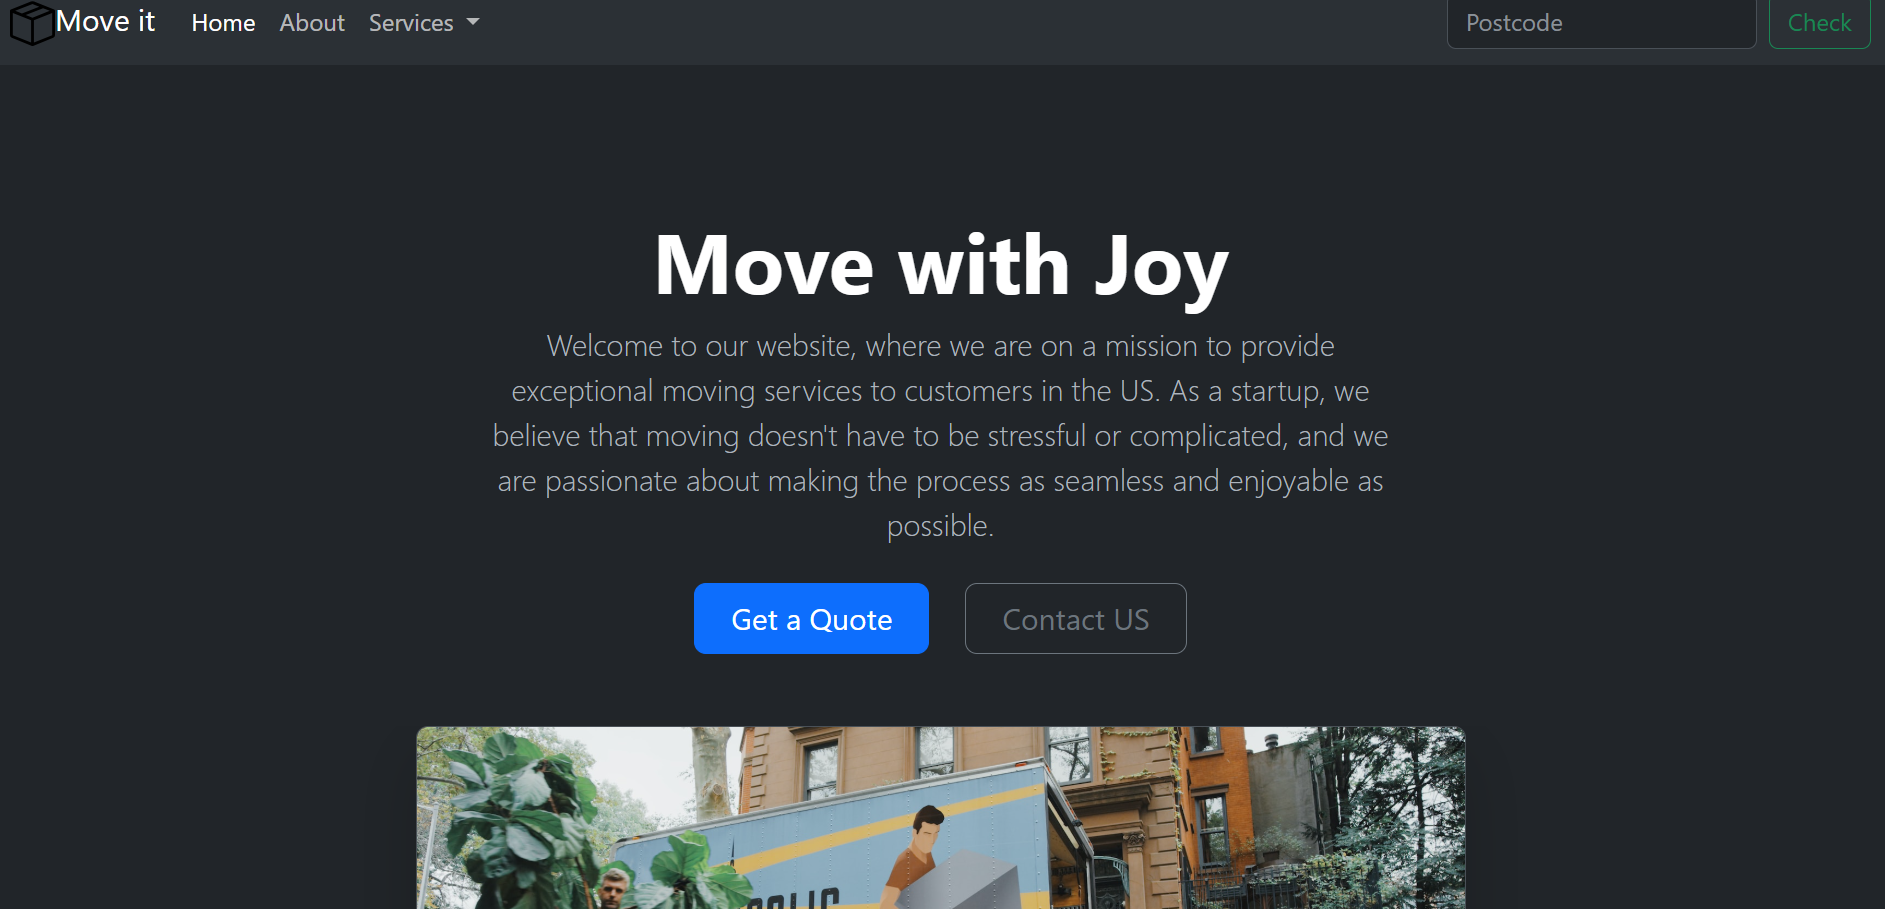 Move it Home About Services Postcode Check
Move with Joy
Welcome to our website, where we are on a mission to provide
exceptional moving services to customers in the US. As a startup, we
believe that moving doesn't have to be stressful or complicated, and we
are passionate about making the process as seamless and enjoyable as
possible.
Get a Quote Contact US